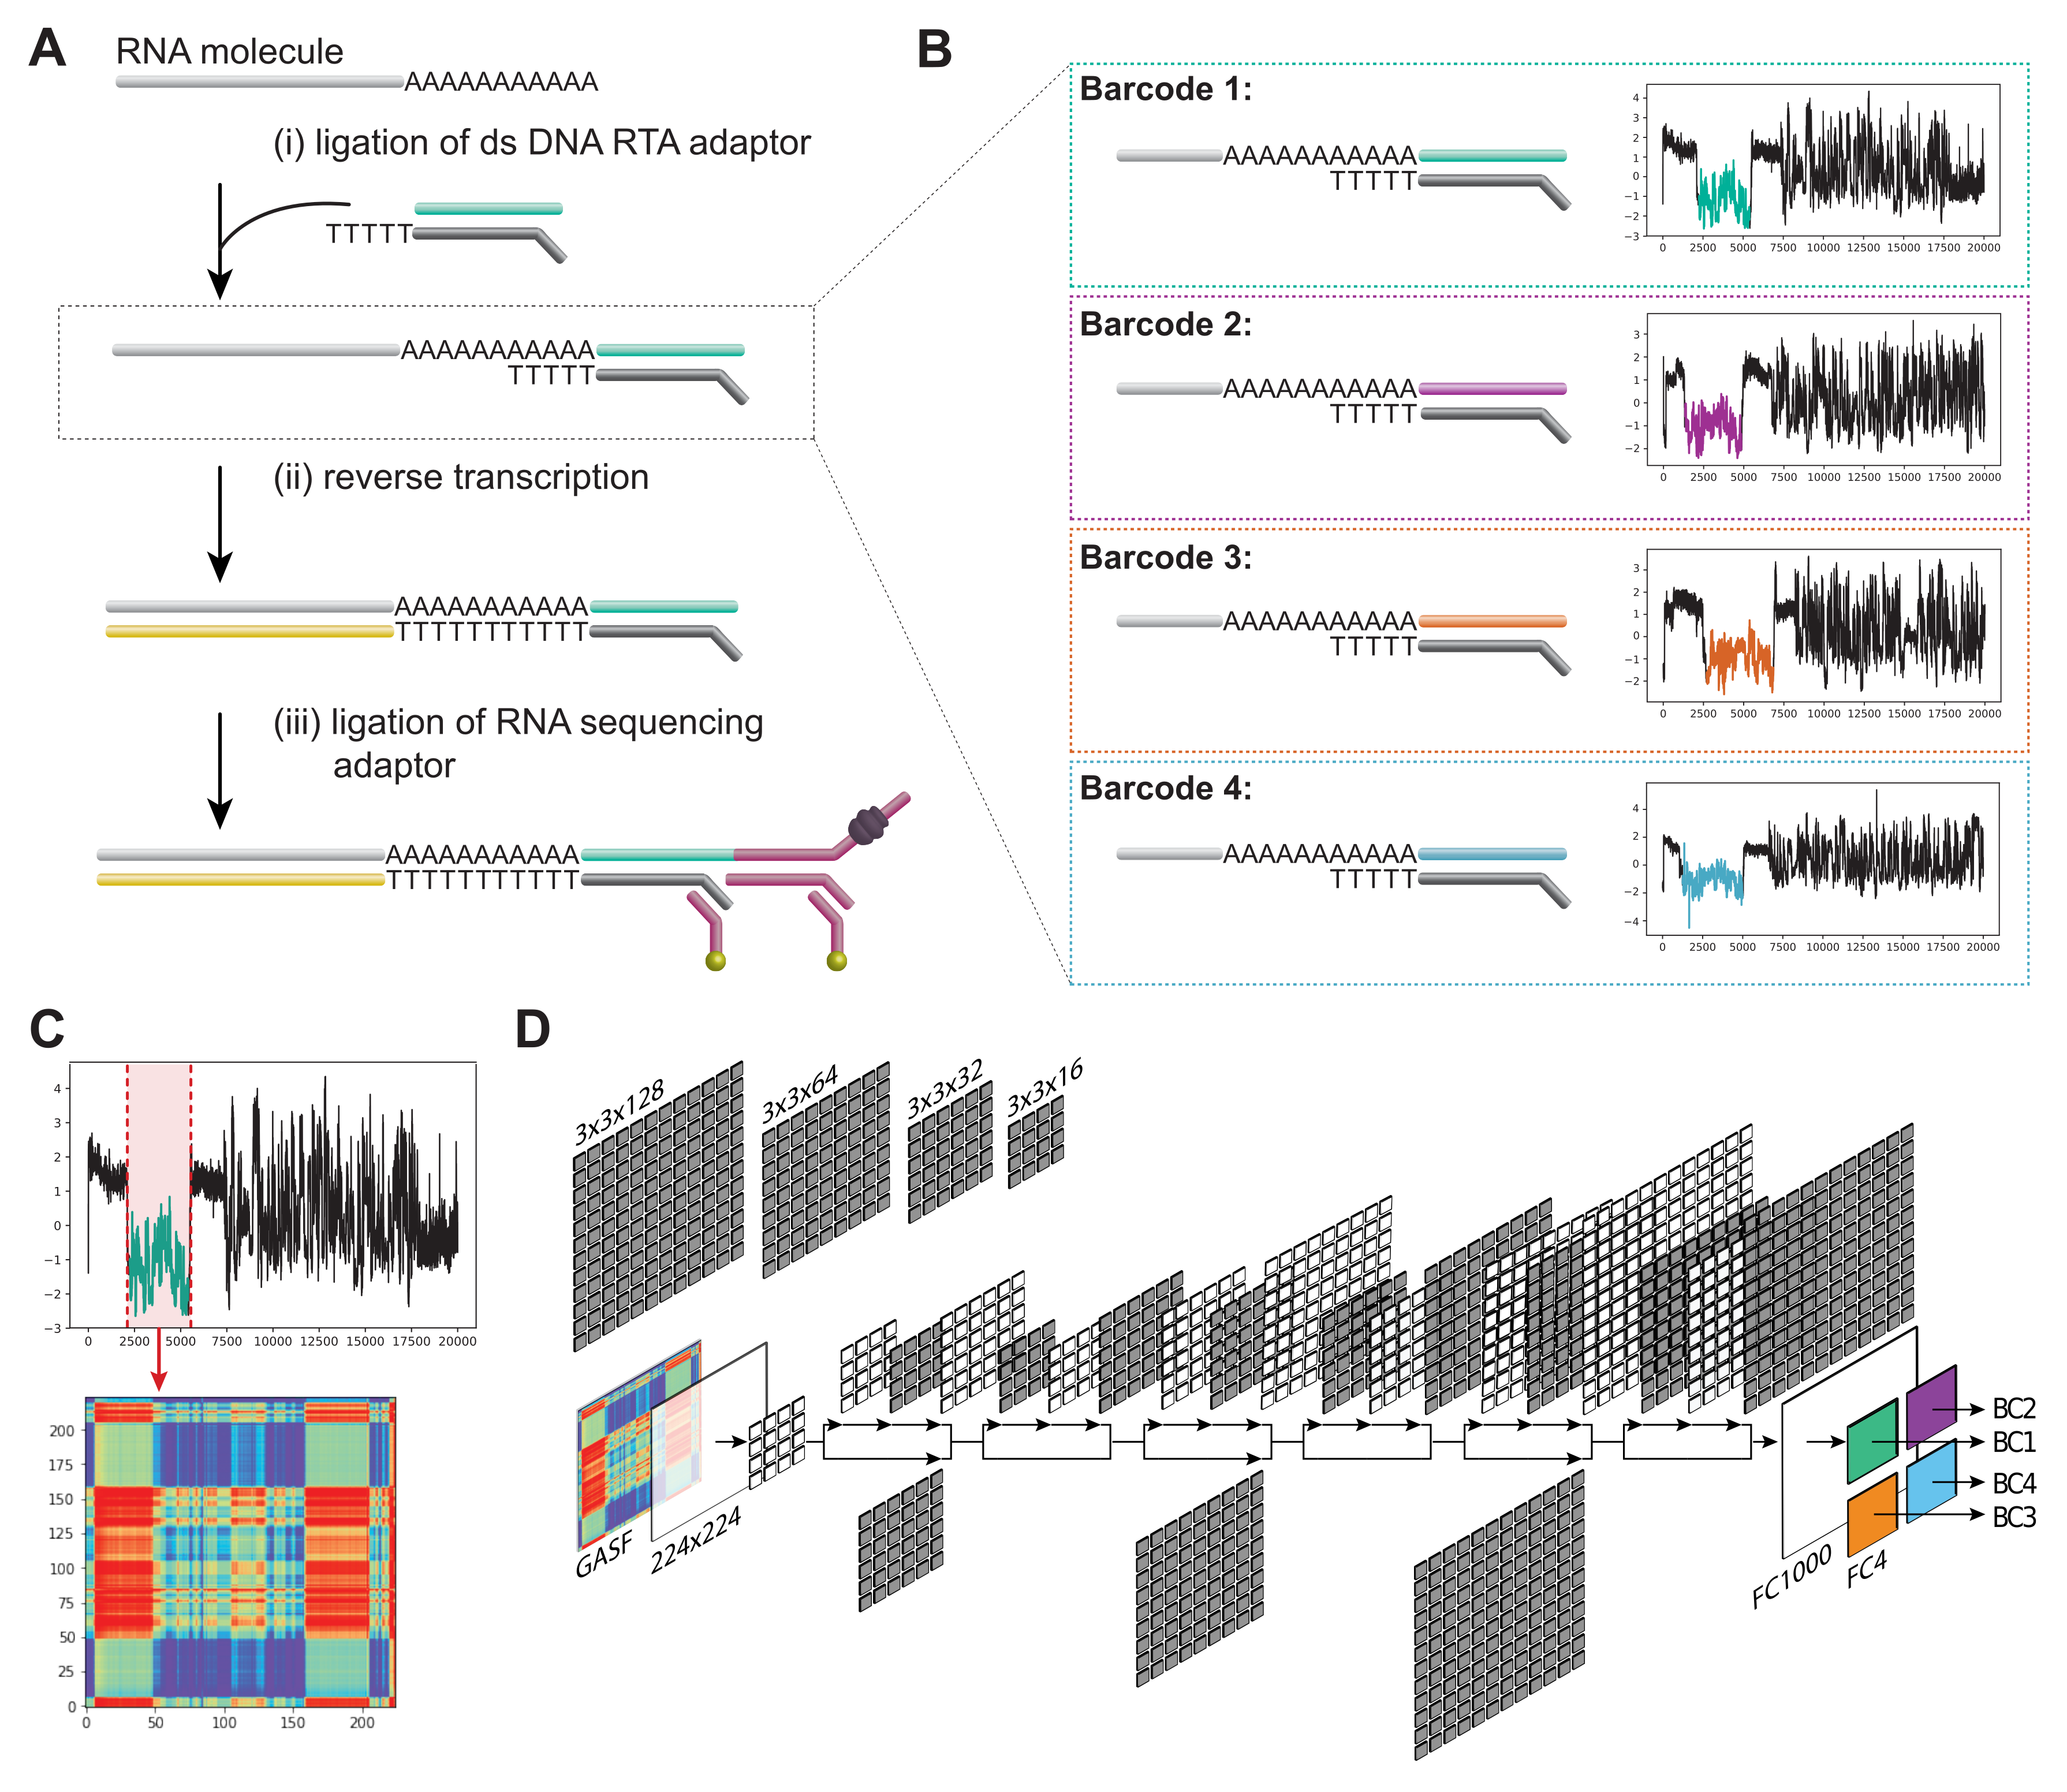 A
RNA molecule
AAAAAAAAAAA
(i) ligation of ds DNA RTA adaptor
TTTTT
AAAAAAAAAAA
TTTTT
(ii) reverse transcription
AAAAAAAAAAA
TTTTTTTTTTT
(iii) ligation of RNA sequencing
adaptor
AAAAAAAAAAA
TTTTTTTTTTT
B
Barcode 1:
AAAAAAAAAAA
TTTTT
4
3
2
1
0
−1
−2
−3
0 2500 5000 7500 10000 12500 15000 17500 20000
Barcode 2:
AAAAAAAAAAA
TTTTT
3
2
1
0
−1
−2
0 2500 5000 7500 10000 12500 15000 17500 20000
Barcode 3:
AAAAAAAAAAA
TTTTT
3
2
1
0
−1
−2
0 2500 5000 7500 10000 12500 15000 17500 20000
Barcode 4:
AAAAAAAAAAA
TTTTT
4
2
0
−2
−4
0 2500 5000 7500 10000 12500 15000 17500 20000
C
4
3
2
1
0
−1
−2
−3
0 2500 5000 7500 10000 12500 15000 17500 20000
200
175
150
125
100
75
50
25
0
0 50 100 150 200
D
3x3x128
3x3x64
3x3x32
3x3x16
GASF
224x224
FC1000
FC4
BC2
BC1
BC4
BC3